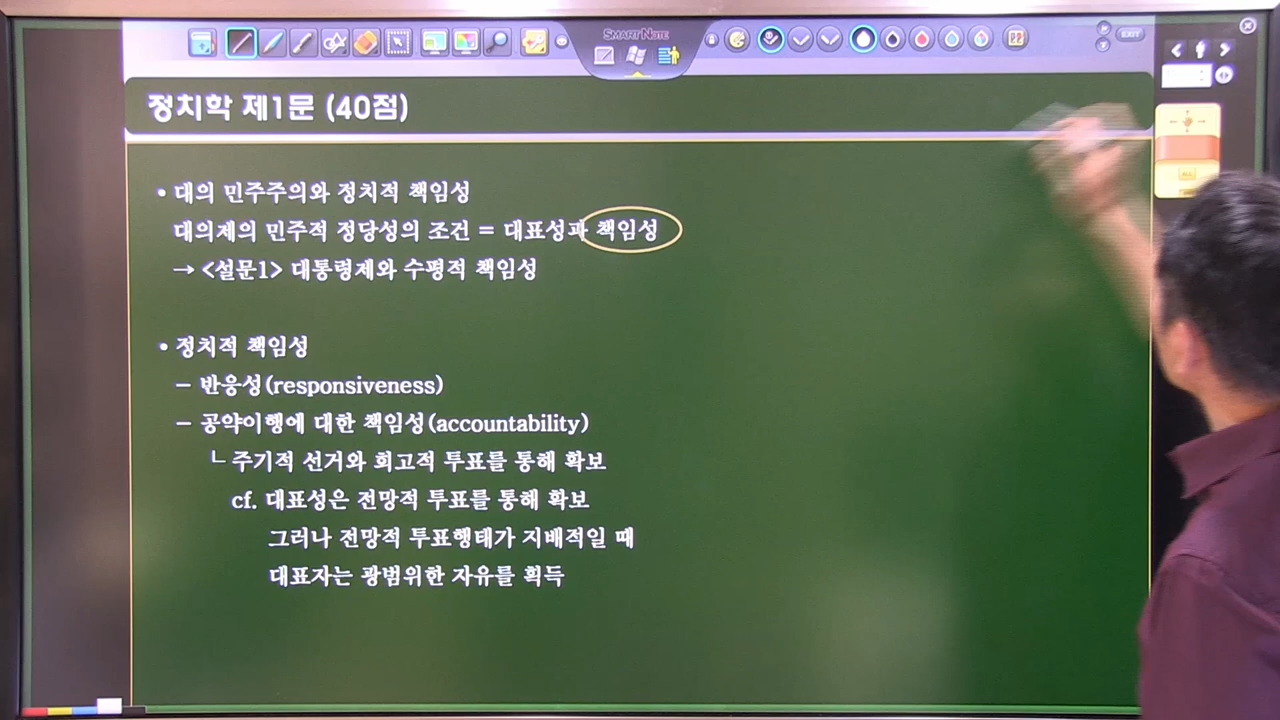 SMART NOTE
EXIT
정치학 제1문 (40점)
• 대의 민주주의와 정치적 책임성
대의제의 민주적 정당성의 조건 = 대표성과 책임성
→ <설문1> 대통령제와 수평적 책임성
• 정치적 책임성
– 반응성(responsiveness)
– 공약이행에 대한 책임성(accountability)
└ 주기적 선거와 회고적 투표를 통해 확보
cf. 대표성은 전망적 투표를 통해 확보
그러나 전망적 투표행태가 지배적일 때
대표자는 광범위한 자유를 획득
ALL